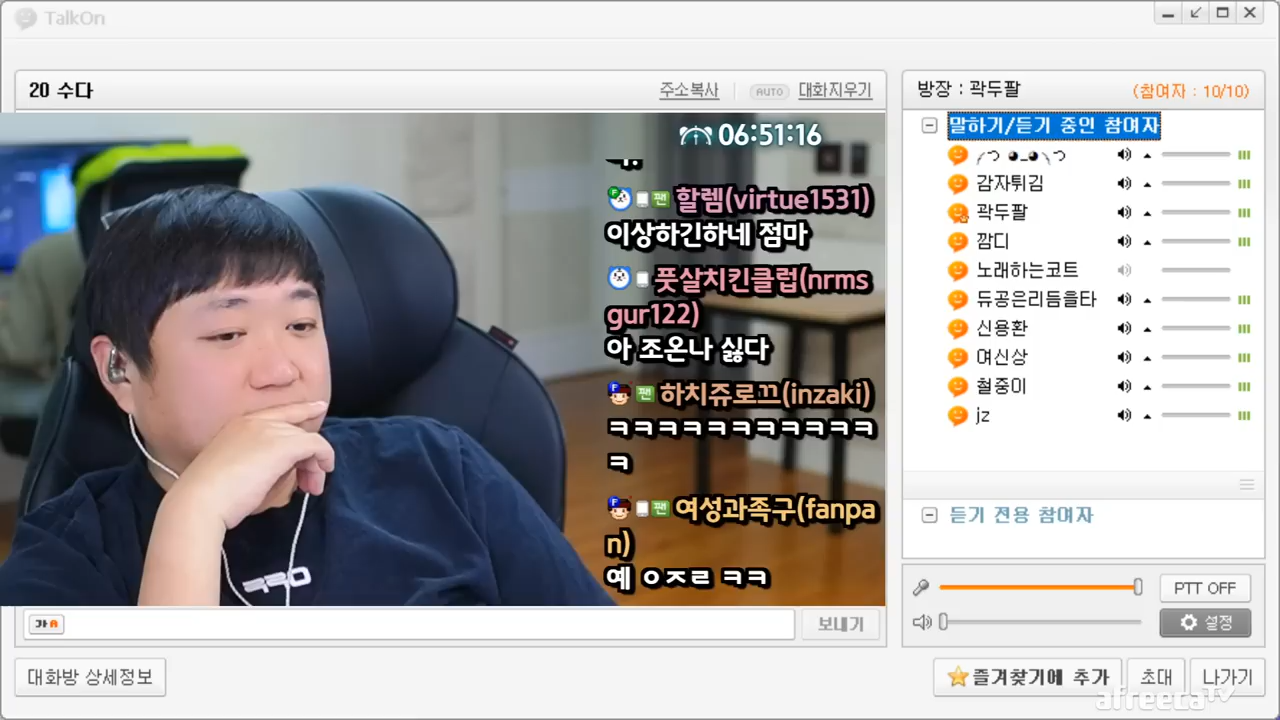 TalkOn
20 수다
주소복사
AUTO
대화지우기
06:51:16
할렘(virtue1531)
이상하긴하네 점마
풋살치킨클럽(nrms
gur122)
아 조온나 싫다
하치쥬로끄(inzaki)
ㅋㅋㅋㅋㅋㅋㅋㅋㅋㅋㅋ
ㅋ
여성과족구(fanpa
n)
예 ㅇㅈㄹ ㅋㅋ
가A
보내기
대화방 상세정보
방장 : 곽두팔
(참여자 : 10/10)
말하기/듣기 중인 참여자
༼つ ◕_◕༽つ
감자튀김
곽두팔
깜디
노래하는코트
듀공은리듬을타
신용환
여신상
철중이
jz
듣기 전용 참여자
PTT OFF
설정
즐겨찾기에 추가
초대
나가기
afreecaTV